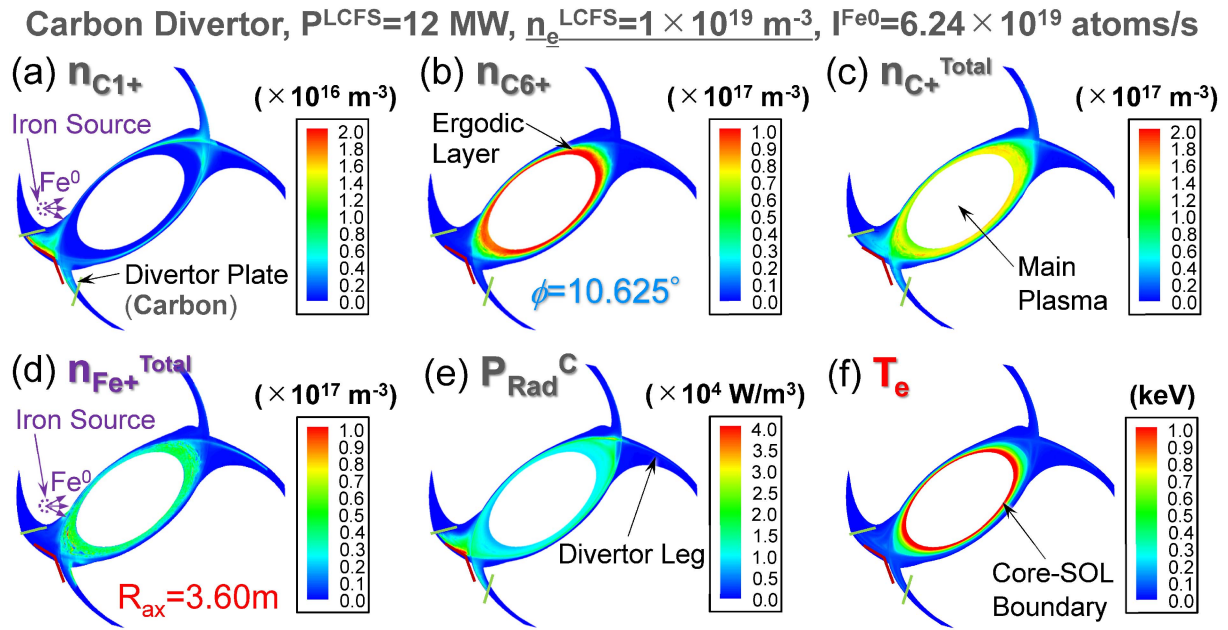 Carbon Divertor, P^LCFS=12 MW, n_e^LCFS=1×10^19 m^-3, I^Fe0=6.24×10^19 atoms/s
(a) n_C1+
(×10^16 m^-3)
Iron Source
Fe^0
Divertor Plate
(Carbon)
2.0
1.8
1.6
1.4
1.2
1.0
0.8
0.6
0.4
0.2
0.0
(b) n_C6+
(×10^17 m^-3)
Ergodic
Layer
ϕ=10.625°
1.0
0.9
0.8
0.7
0.6
0.5
0.4
0.3
0.2
0.1
0.0
(c) n_C+^Total
(×10^17 m^-3)
Main
Plasma
2.0
1.8
1.6
1.4
1.2
1.0
0.8
0.6
0.4
0.2
0.0
(d) n_Fe+^Total
(×10^17 m^-3)
Iron Source
Fe^0
R_ax=3.60m
1.0
0.9
0.8
0.7
0.6
0.5
0.4
0.3
0.2
0.1
0.0
(e) P_Rad^C
(×10^4 W/m^3)
Divertor Leg
4.0
3.5
3.0
2.5
2.0
1.5
1.0
0.5
0.0
(f) T_e
(keV)
Core-SOL
Boundary
1.0
0.9
0.8
0.7
0.6
0.5
0.4
0.3
0.2
0.1
0.0